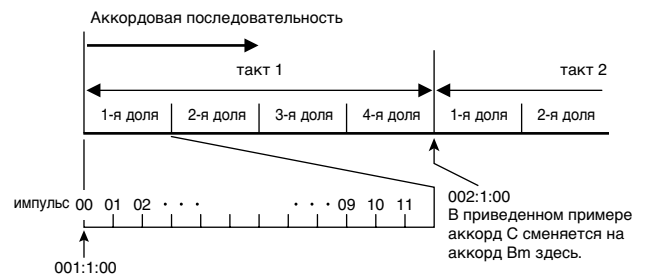 Аккордовая последовательность
такт 1 такт 2
1-я доля 2-я доля 3-я доля 4-я доля 1-я доля 2-я доля
импульс 00 01 02 · · · · · · 09 10 11
001:1:00
002:1:00
В приведенном примере
аккорд C сменяется на
аккорд Bm здесь.